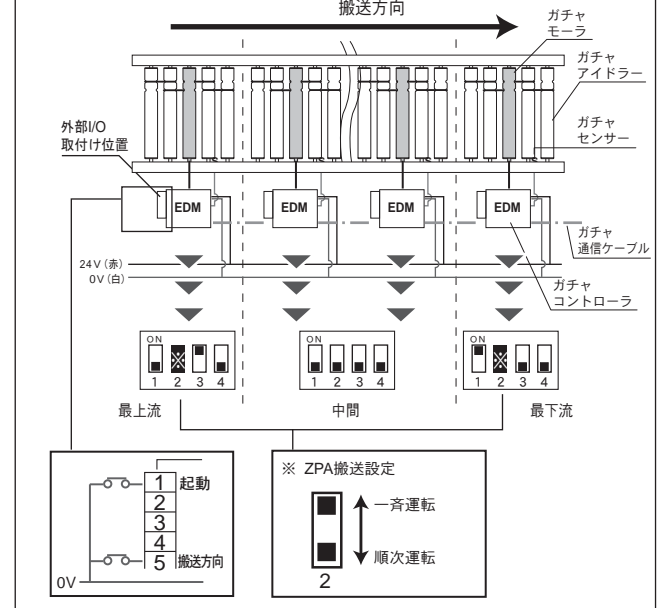 搬送方向
ガチャ
モーラ
ガチャ
アイドラー
ガチャ
センサー
外部I/O
取付け位置
EDM
EDM
EDM
EDM
ガチャ
通信ケーブル
24V(赤)
0V(白)
ガチャ
コントローラ
ON
1 ※ 2 3 4
ON
1 2 3 4
ON
1 ※ 2 3 4
最上流
中間
最下流
1 起動
2
3
4
5 搬送方向
0V
※ ZPA搬送設定
一斉運転
順次運転
2